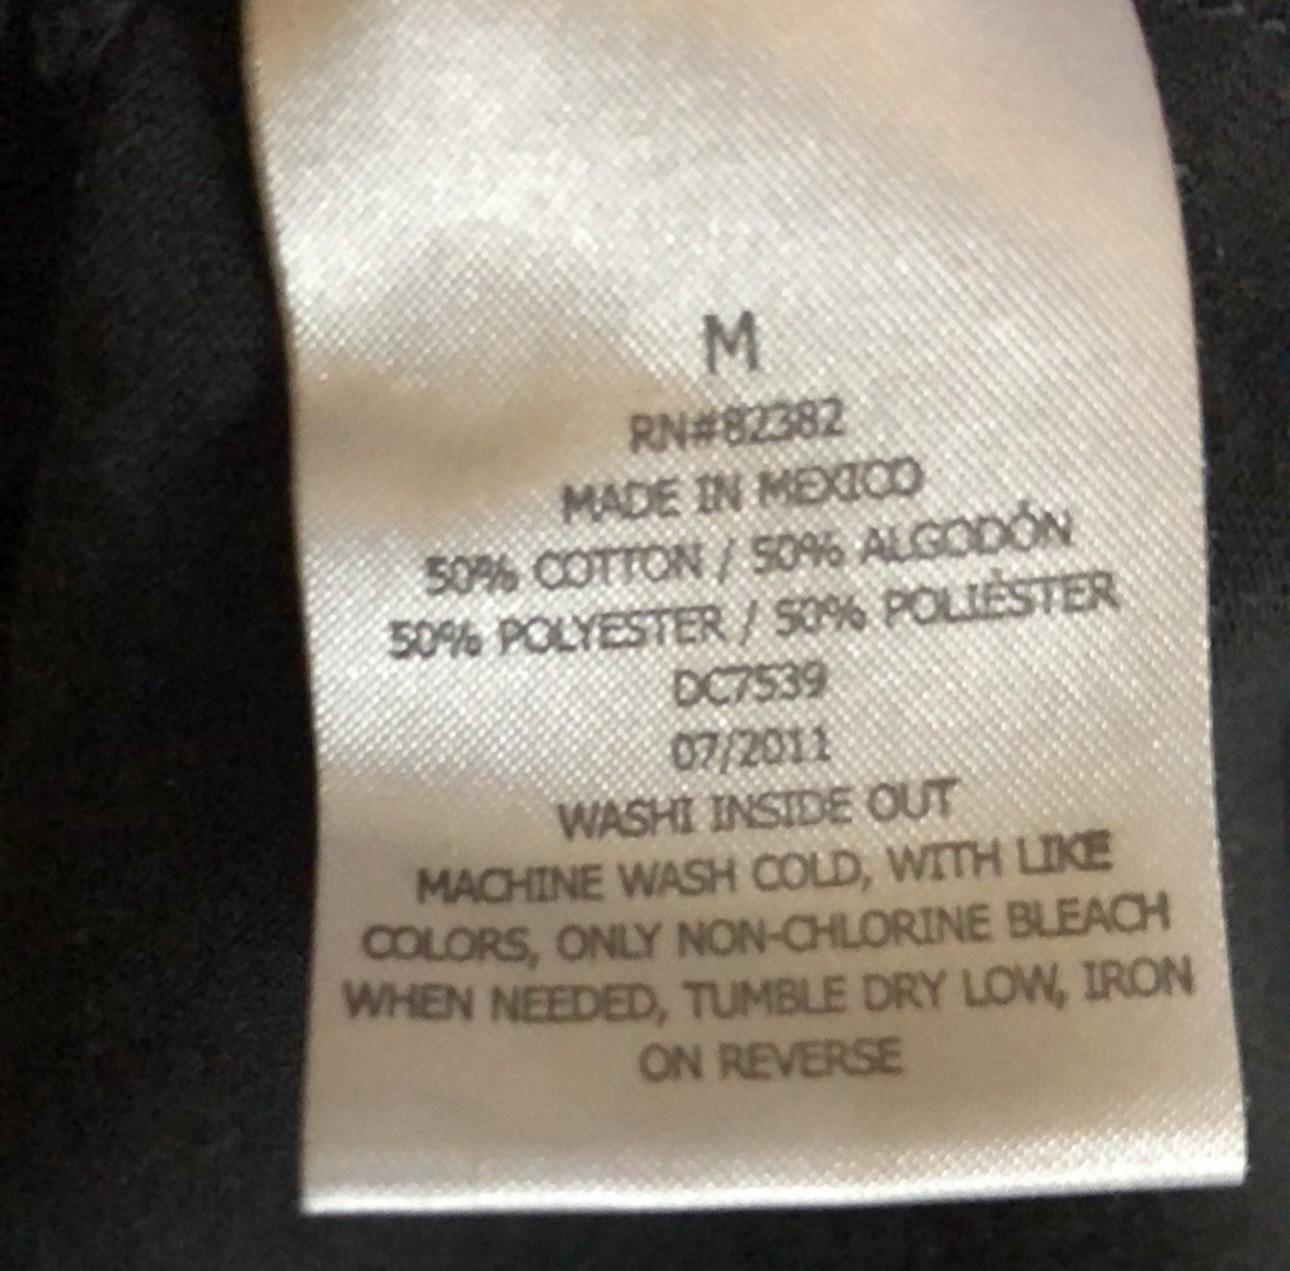 M
RN#82382
MADE IN MEXICO
50% COTTON / 50% ALGODÓN
50% POLYESTER / 50% POLIÉSTER
DC7539
07/2011
WASHI INSIDE OUT
MACHINE WASH COLD, WITH LIKE
COLORS, ONLY NON-CHLORINE BLEACH
WHEN NEEDED, TUMBLE DRY LOW, IRON
ON REVERSE